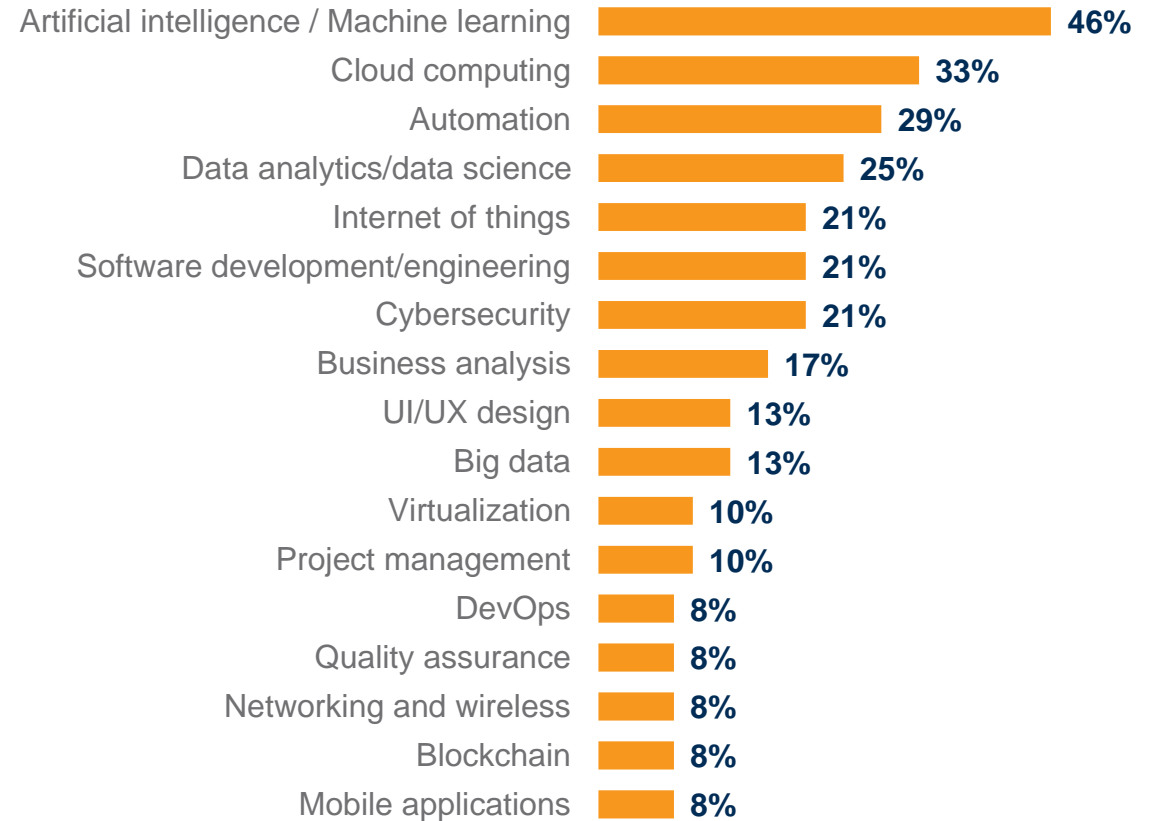 Artificial intelligence / Machine learning 46%
Cloud computing 33%
Automation 29%
Data analytics/data science 25%
Internet of things 21%
Software development/engineering 21%
Cybersecurity 21%
Business analysis 17%
UI/UX design 13%
Big data 13%
Virtualization 10%
Project management 10%
DevOps 8%
Quality assurance 8%
Networking and wireless 8%
Blockchain 8%
Mobile applications 8%